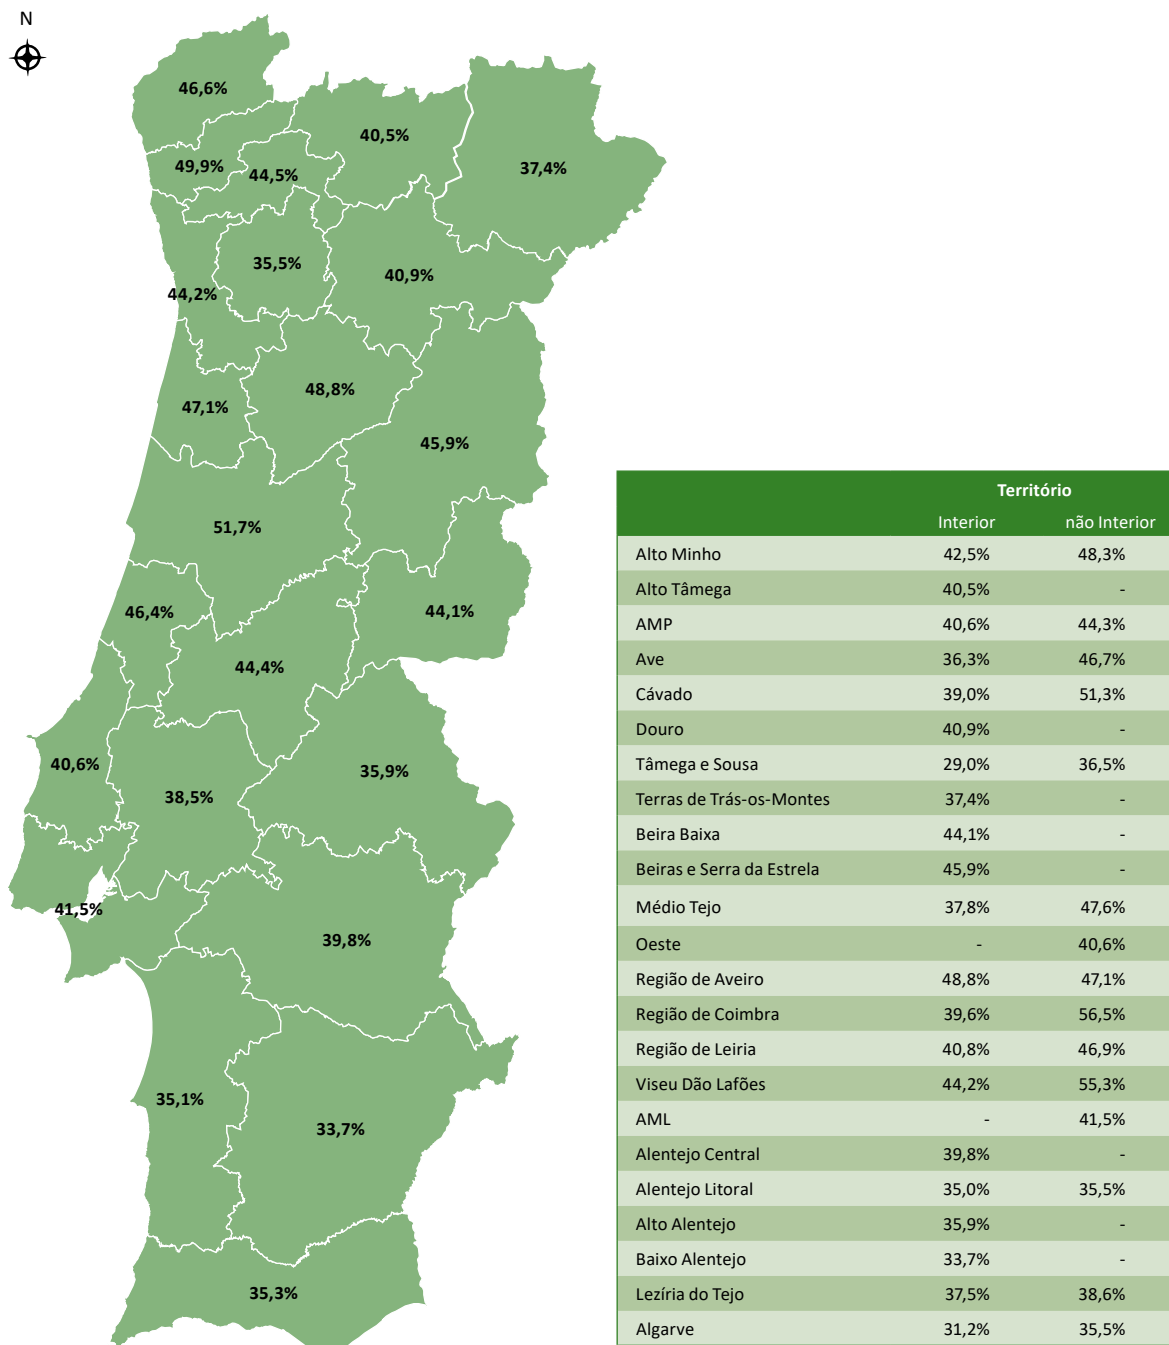 N
46,6%
40,5%
37,4%
49,9%
44,5%
35,5%
40,9%
44,2%
48,8%
47,1%
45,9%
51,7%
46,4%
44,1%
44,4%
40,6%
35,9%
38,5%
41,5%
39,8%
35,1%
33,7%
35,3%
Território
Interior não Interior
Alto Minho 42,5% 48,3%
Alto Tâmega 40,5% -
AMP 40,6% 44,3%
Ave 36,3% 46,7%
Cávado 39,0% 51,3%
Douro 40,9% -
Tâmega e Sousa 29,0% 36,5%
Terras de Trás-os-Montes 37,4% -
Beira Baixa 44,1% -
Beiras e Serra da Estrela 45,9% -
Médio Tejo 37,8% 47,6%
Oeste - 40,6%
Região de Aveiro 48,8% 47,1%
Região de Coimbra 39,6% 56,5%
Região de Leiria 40,8% 46,9%
Viseu Dão Lafões 44,2% 55,3%
AML - 41,5%
Alentejo Central 39,8% -
Alentejo Litoral 35,0% 35,5%
Alto Alentejo 35,9% -
Baixo Alentejo 33,7% -
Lezíria do Tejo 37,5% 38,6%
Algarve 31,2% 35,5%